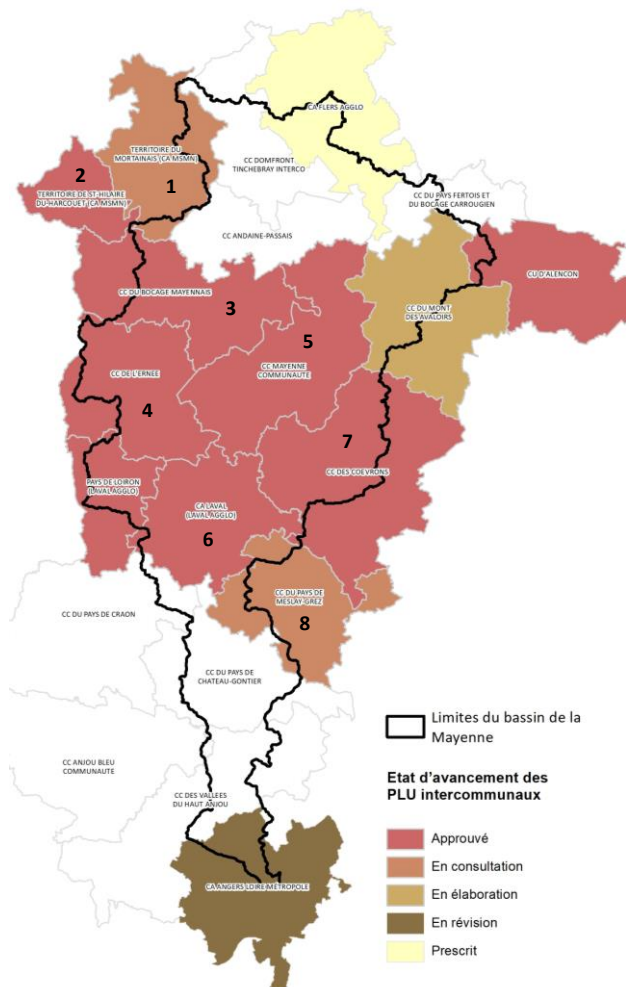 CA FLERS AGGLO
TERRITOIRE DU
MORTAINAIS (CA MSMN)
CC DOMFRONT
TINCHEBRAY INTERCO
2
1
CC DU PAYS FERTOIS ET
DU BOCAGE CARROUGIEN
TERRITOIRE DE ST-HILAIRE
DU-HARCOUET (CA MSMN)
CC ANDAINE-PASSAIS
CU D'ALENCON
CC DU BOCAGE MAYENNAIS
3
CC DU MONT
DES AVALOIRS
5
CC DE L'ERNEE
CC MAYENNE
COMMUNAUTE
4
7
CC DES COEVRONS
PAYS DE LOIRON
(LAVAL AGGLO)
CA LAVAL
(LAVAL AGGLO)
6
CC DU PAYS DE
MESLAY-GREZ
8
CC DU PAYS DE CRAON
CC DU PAYS DE
CHATEAU-GONTIER
CC ANJOU BLEU
COMMUNAUTE
CC DES VALLEES
DU HAUT ANJOU
CA ANGERS LOIRE METROPOLE
Limites du bassin de la
Mayenne
Etat d'avancement des
PLU intercommunaux
Approuvé
En consultation
En élaboration
En révision
Prescrit